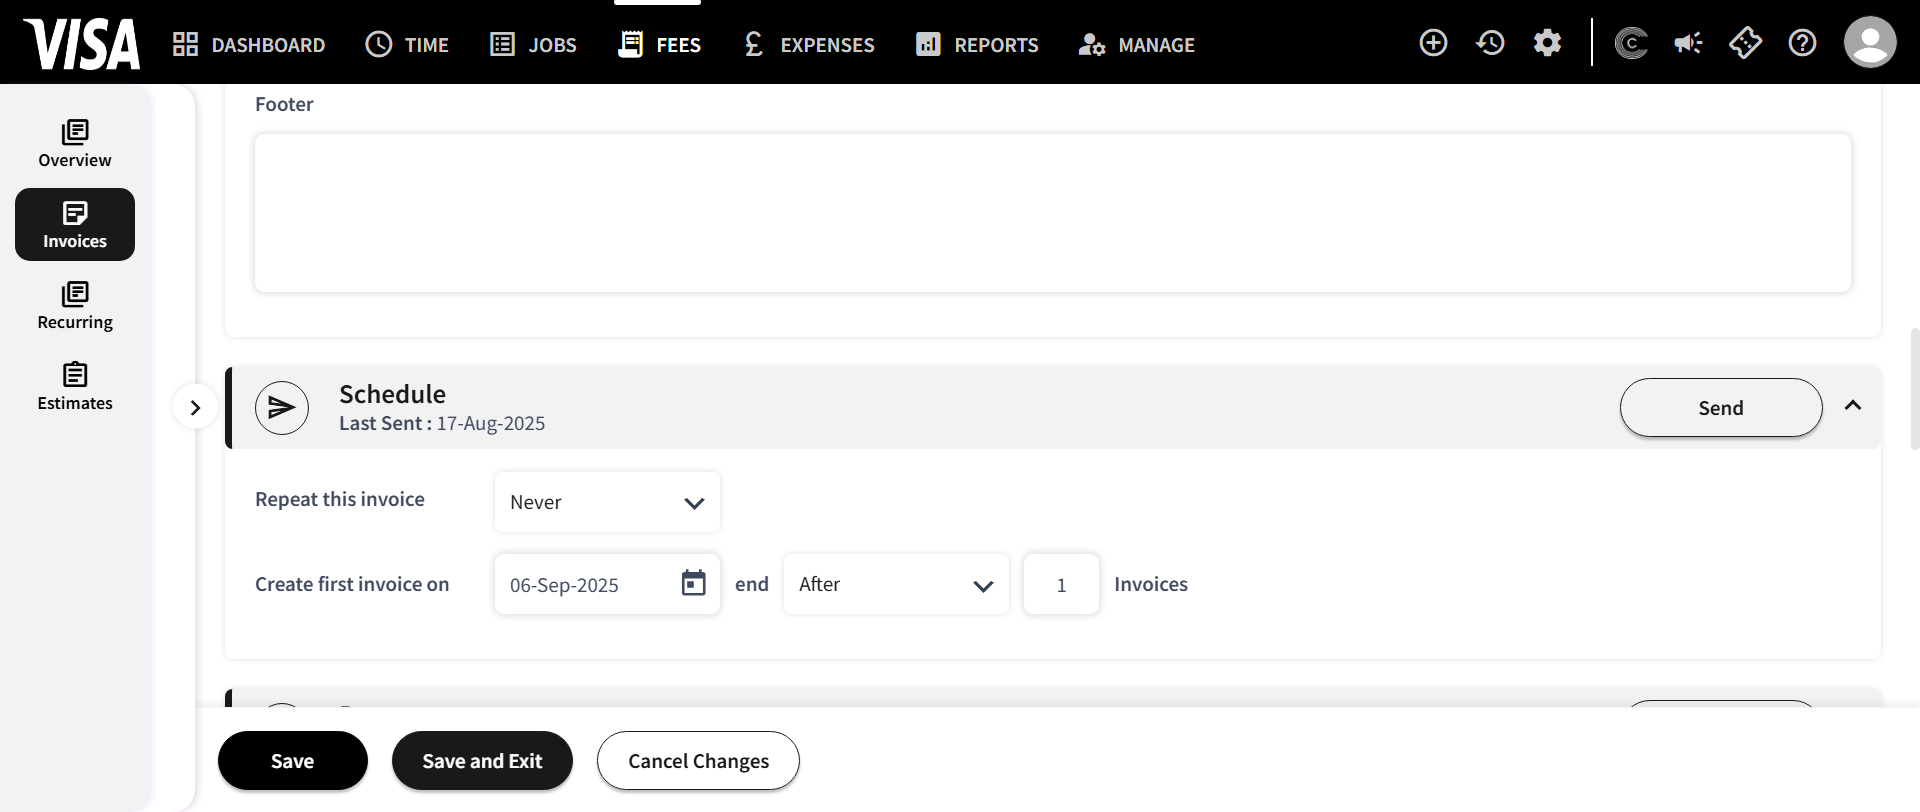 VISA
DASHBOARD
TIME
JOBS
FEES
£ EXPENSES
REPORTS
MANAGE
Overview
Invoices
Recurring
Estimates
Footer
Schedule
Last Sent : 17-Aug-2025
Send
Repeat this invoice
Never
Create first invoice on
06-Sep-2025
end
After
1
Invoices
Save
Save and Exit
Cancel Changes